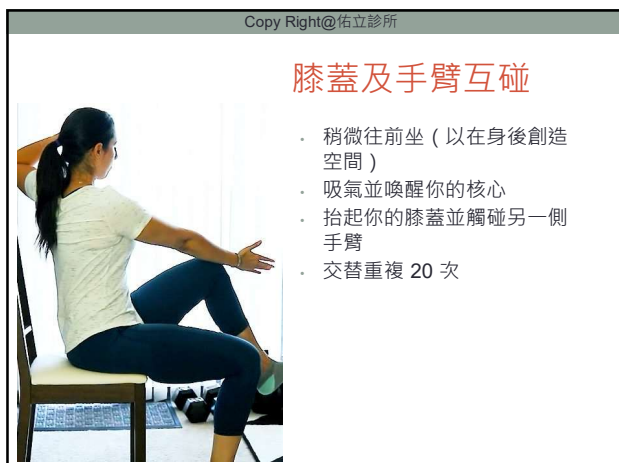 Copy Right@佑立診所
膝蓋及手臂互碰
· 稍微往前坐（以在身後創造
空間）
· 吸氣並喚醒你的核心
· 抬起你的膝蓋並觸碰另一側
手臂
· 交替重複 20 次